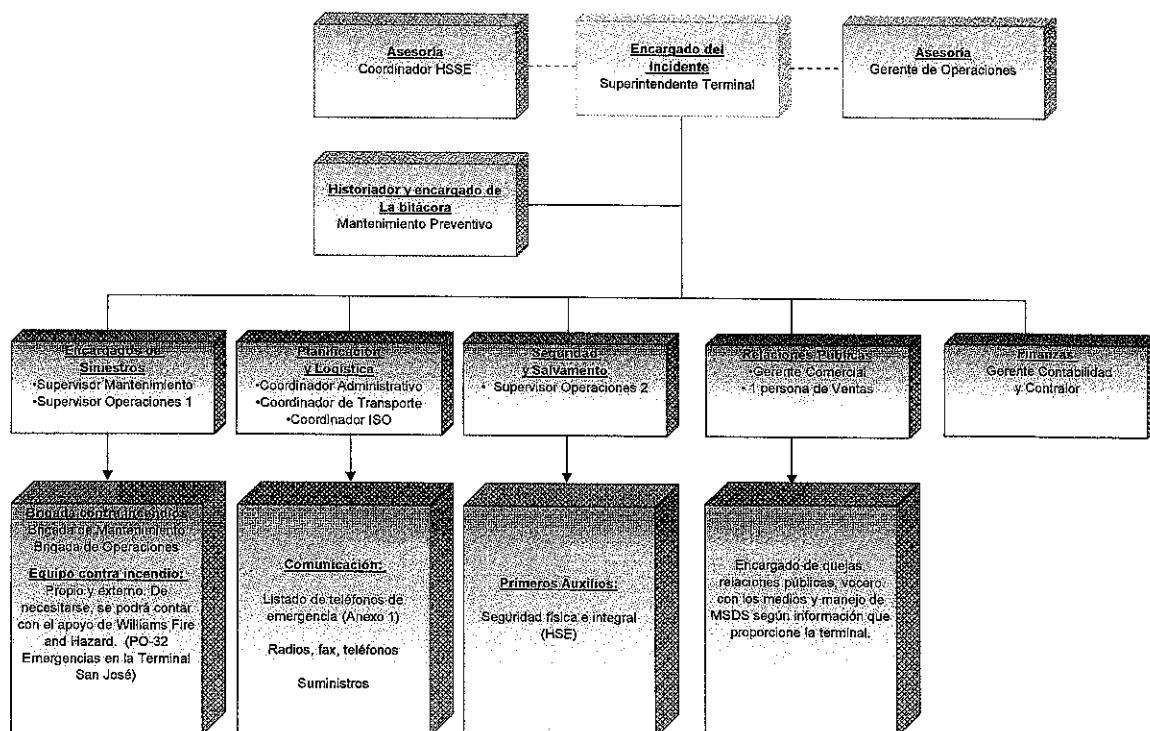 Asesoría
Coordinador HSSE
Encargado del
Incidente
Superintendente Terminal
Asesoría
Gerente de Operaciones
Historiador y encargado de
La bitácora
Mantenimiento Preventivo
Encargados de
Siniestros
•Supervisor Mantenimiento
•Supervisor Operaciones 1
Planificación
y Logística
•Coordinador Administrativo
•Coordinador de Transporte
•Coordinador ISO
Seguridad
y Salvamento
• Supervisor Operaciones 2
Relaciones Públicas
Gerente Comercial
• 1 persona de Ventas
Finanzas
Gerente Contabilidad
y Contralor
Brigada contra incendios
Brigada de Mantenimiento
Brigada de Operaciones
Equipo contra incendio:
Propio y externo. De
necesitarse, se podrá contar
con el apoyo de Williams Fire
and Hazard. (PO-32
Emergencias en la Terminal
San José)
Comunicación:
Listado de teléfonos de
emergencia (Anexo 1)
Radios, fax, teléfonos
Suministros
Primeros Auxilios:
Seguridad física e integral
(HSE)
Encargado de quejas,
relaciones públicas, vocero
con los medios y manejo de
MSDS según información que
proporcione la terminal.